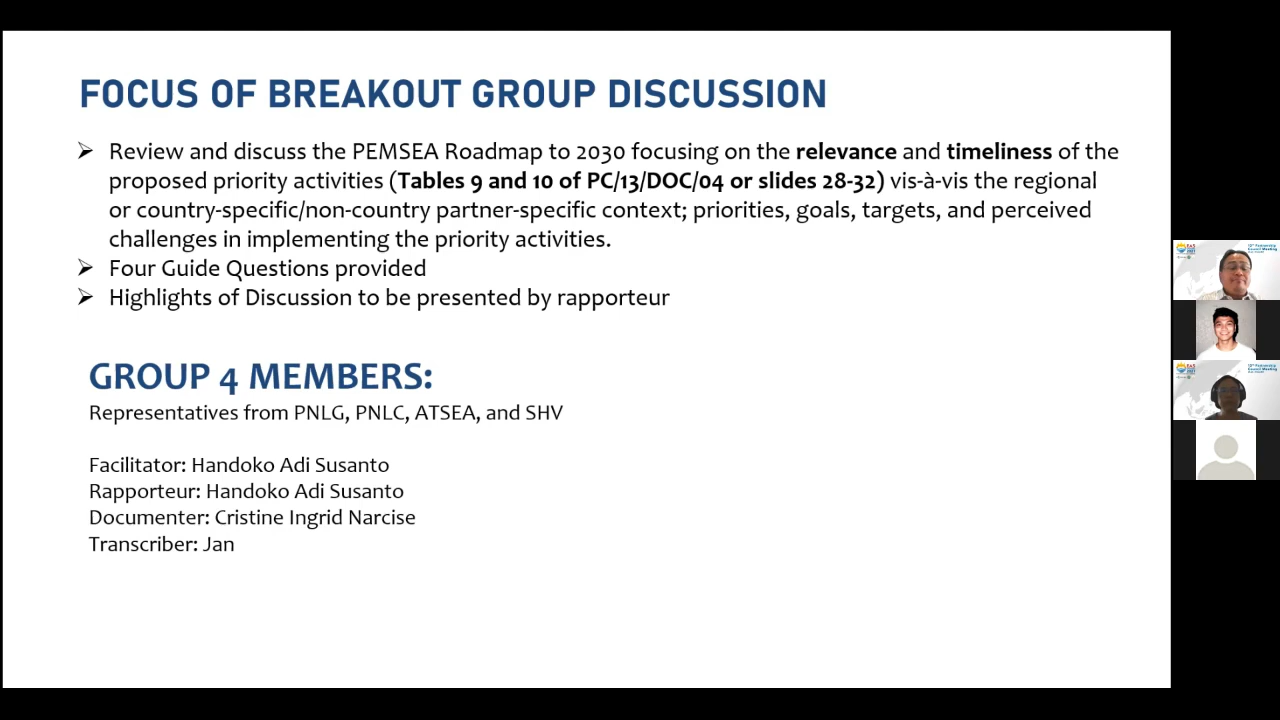 FOCUS OF BREAKOUT GROUP DISCUSSION
➢ Review and discuss the PEMSEA Roadmap to 2030 focusing on the relevance and timeliness of the
proposed priority activities (Tables 9 and 10 of PC/13/DOC/04 or slides 28-32) vis-à-vis the regional
or country-specific/non-country partner-specific context; priorities, goals, targets, and perceived
challenges in implementing the priority activities.
➢ Four Guide Questions provided
➢ Highlights of Discussion to be presented by rapporteur
GROUP 4 MEMBERS:
Representatives from PNLG, PNLC, ATSEA, and SHV
Facilitator: Handoko Adi Susanto
Rapporteur: Handoko Adi Susanto
Documenter: Cristine Ingrid Narcise
Transcriber: Jan